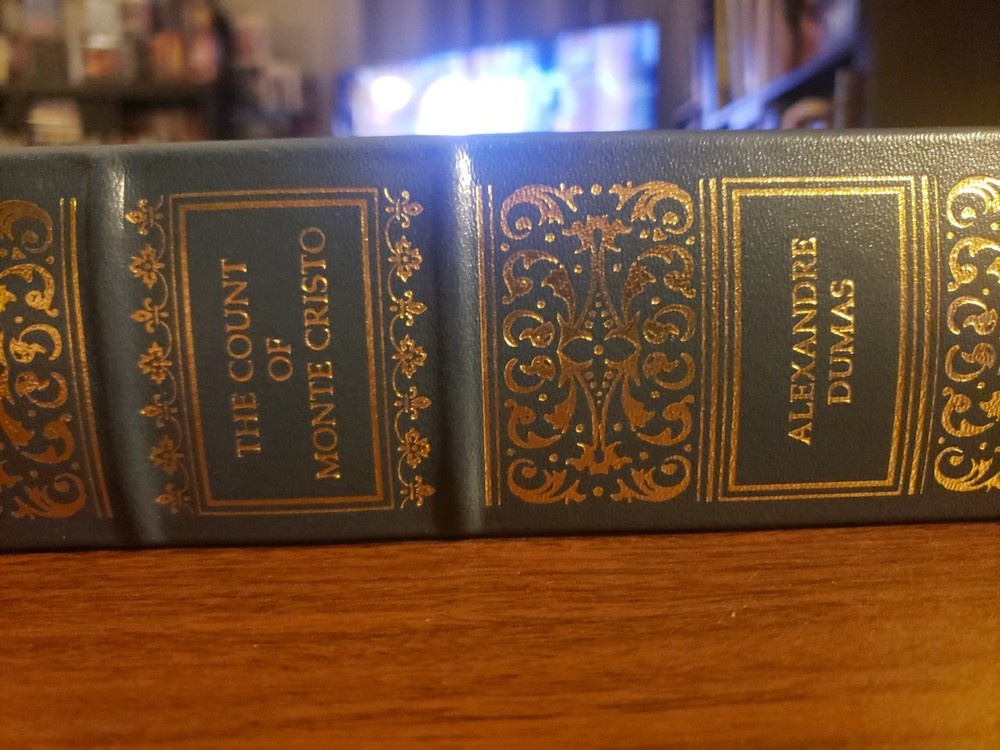 THE COUNT
OF
MONTE CRISTO
ALEXANDRE
DUMAS